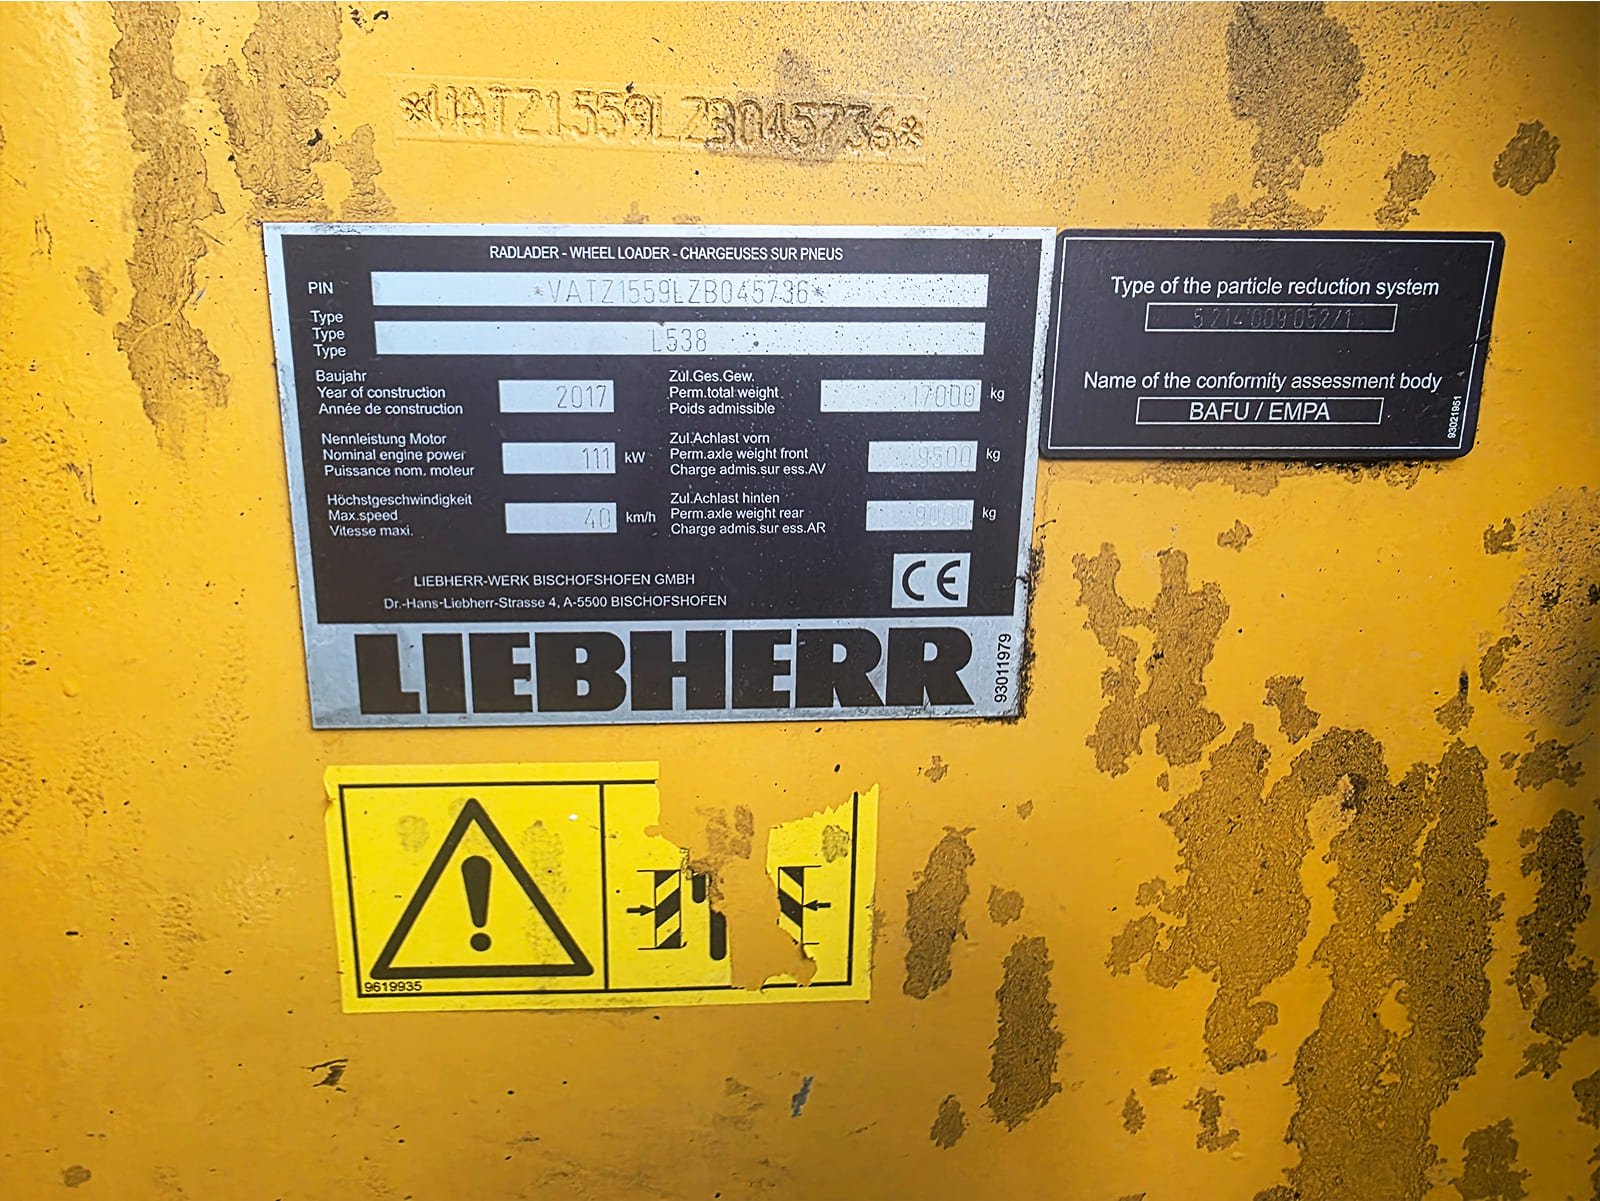 *VATZ1559LZB045736*
RADLADER - WHEEL LOADER - CHARGEUSES SUR PNEUS
PIN *VATZ1559LZB045736*
Type
Type L538
Type
Baujahr
Year of construction 2017
Année de construction
Zul.Ges.Gew.
Perm.total weight 17000 kg
Poids admissible
Nennleistung Motor
Nominal engine power 111 kW
Puissance nom. moteur
Zul.Achlast vorn
Perm.axle weight front 9500 kg
Charge admis.sur ess.AV
Höchstgeschwindigkeit
Max.speed 40 km/h
Vitesse maxi.
Zul.Achlast hinten
Perm.axle weight rear 9000 kg
Charge admis.sur ess.AR
LIEBHERR-WERK BISCHOFSHOFEN GMBH
Dr.-Hans-Liebherr-Strasse 4, A-5500 BISCHOFSHOFEN
CE
LIEBHERR
93011979
Type of the particle reduction system
5 214 009 052/1
Name of the conformity assessment body
BAFU / EMPA
93021951
9619935